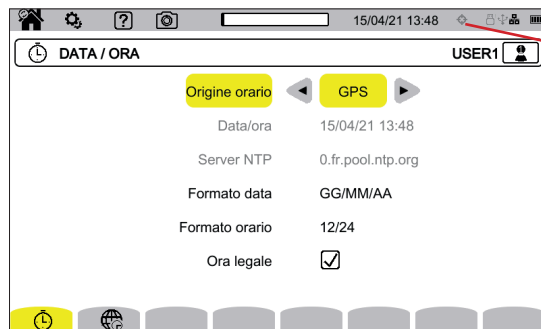 15/04/21 13:48
DATA / ORA USER1
Origine orario GPS
Data/ora 15/04/21 13:48
Server NTP 0.fr.pool.ntp.org
Formato data GG/MM/AA
Formato orario 12/24
Ora legale